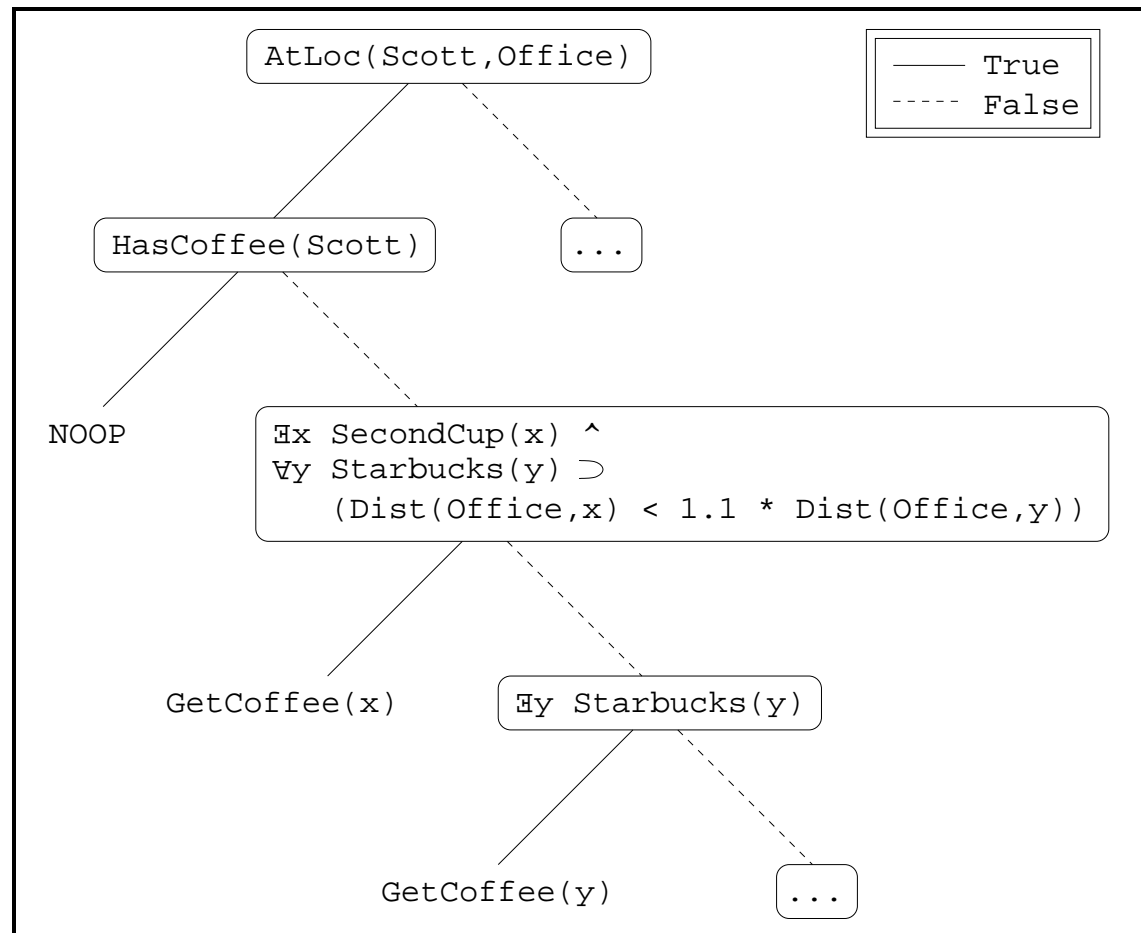 AtLoc(Scott,Office)
True
False
HasCoffee(Scott)
...
NOOP
∃x SecondCup(x) ^
∀y Starbucks(y) ⊃
(Dist(Office,x) < 1.1 * Dist(Office,y))
GetCoffee(x)
∃y Starbucks(y)
GetCoffee(y)
...